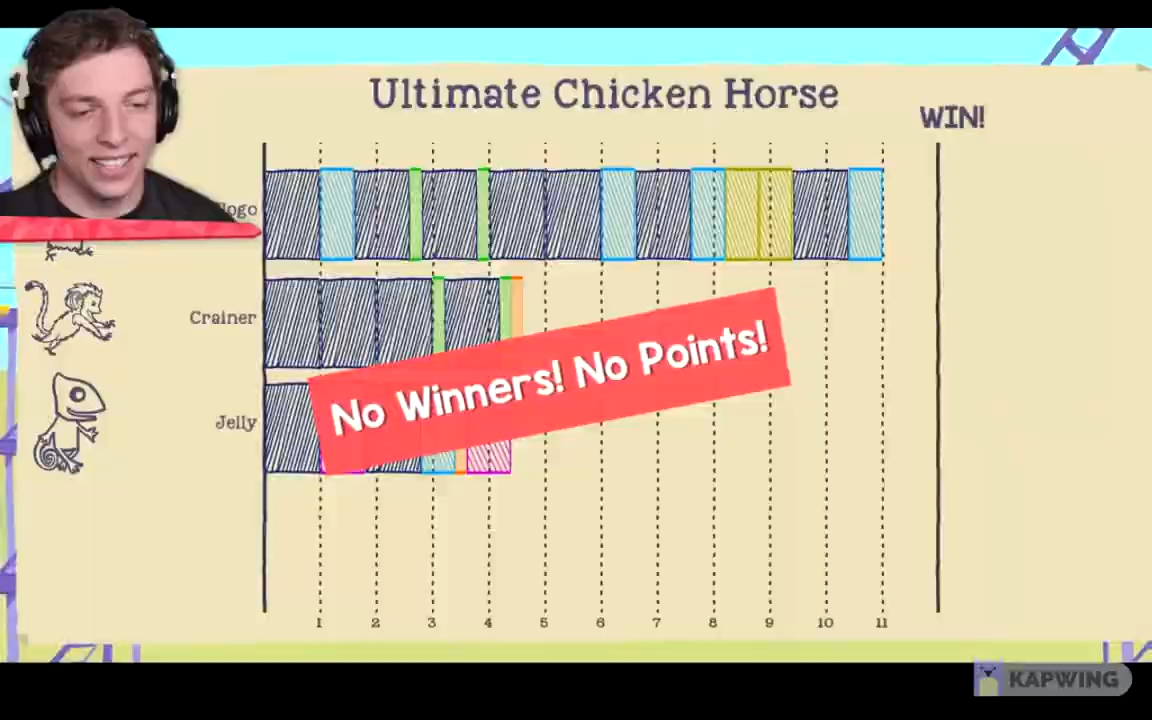 Ultimate Chicken Horse
WIN!
Crainer
No Winners! No Points!
Jelly
1 2 3 4 5 6 7 8 9 10 11
KAPWING